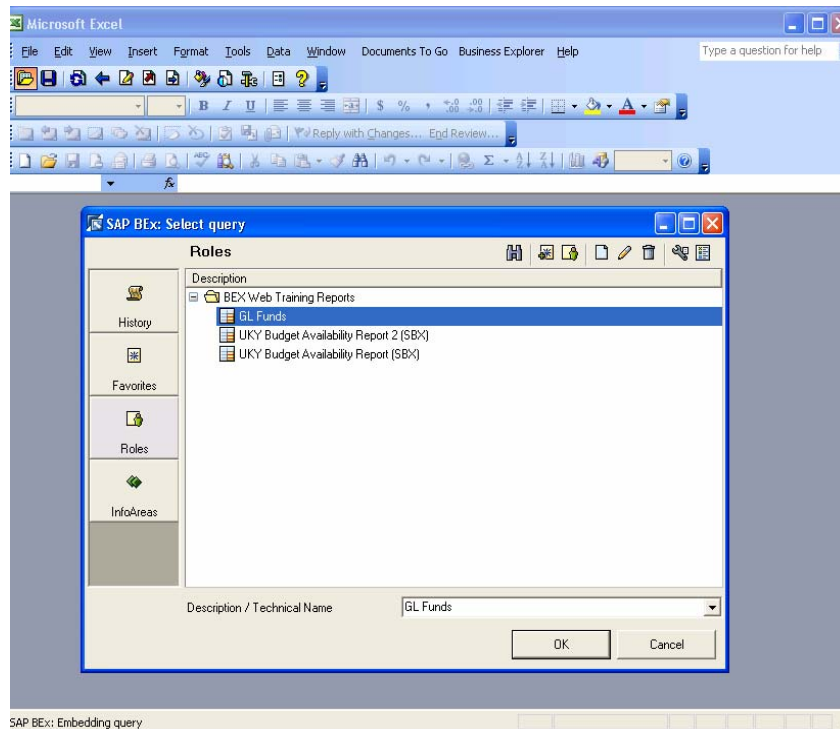 Microsoft Excel
File Edit View Insert Format Tools Data Window Documents To Go Business Explorer Help Type a question for help
B I U $ % , .00 .00 A
Reply with Changes... End Review...
fx
SAP BEx: Select query
Roles
Description
History
BEX Web Training Reports
GL Funds
UKY Budget Availability Report 2 (SBX)
UKY Budget Availability Report (SBX)
Favorites
Roles
InfoAreas
Description / Technical Name GL Funds
OK Cancel
SAP BEx: Embedding query